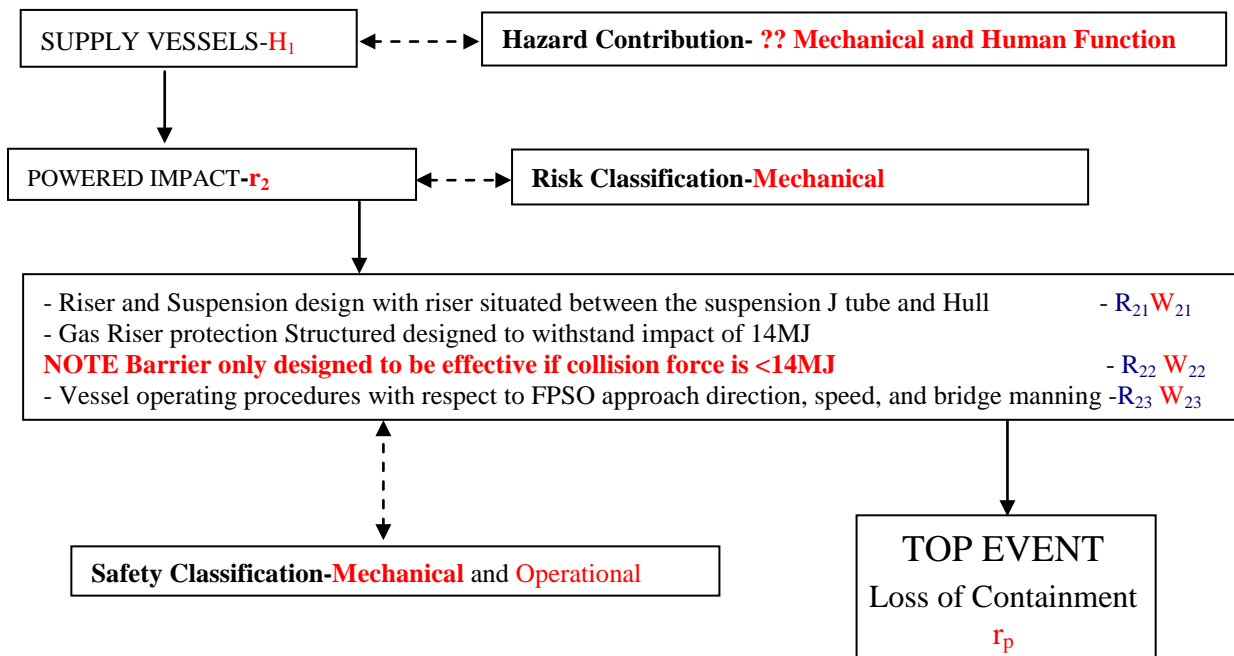 SUPPLY VESSELS-H₁
Hazard Contribution- ?? Mechanical and Human Function
POWERED IMPACT-r₂
Risk Classification-Mechanical
- Riser and Suspension design with riser situated between the suspension J tube and Hull - R₂₁W₂₁
- Gas Riser protection Structured designed to withstand impact of 14MJ
NOTE Barrier only designed to be effective if collision force is <14MJ - R₂₂ W₂₂
- Vessel operating procedures with respect to FPSO approach direction, speed, and bridge manning -R₂₃ W₂₃
Safety Classification-Mechanical and Operational
TOP EVENT
Loss of Containment
rₚ